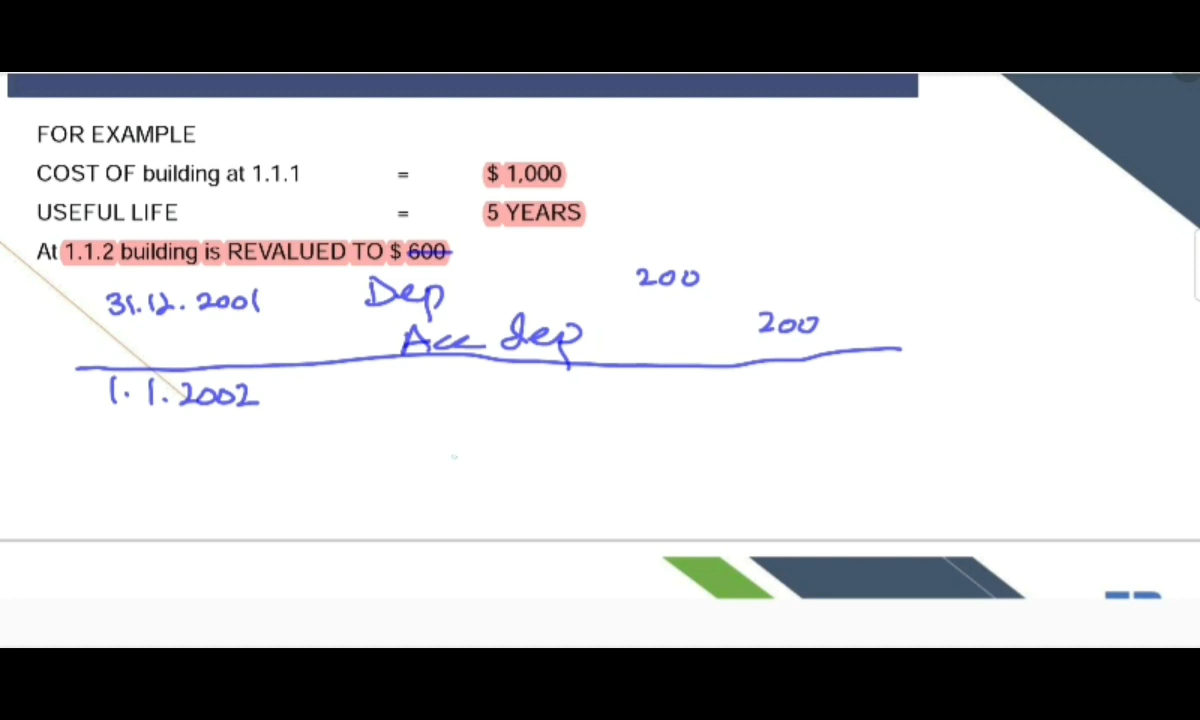 FOR EXAMPLE
COST OF building at 1.1.1 = $ 1,000
USEFUL LIFE = 5 YEARS
At 1.1.2 building is REVALUED TO $ 600
31.12.2001 Dep 200
Acc dep 200
1.1.2002